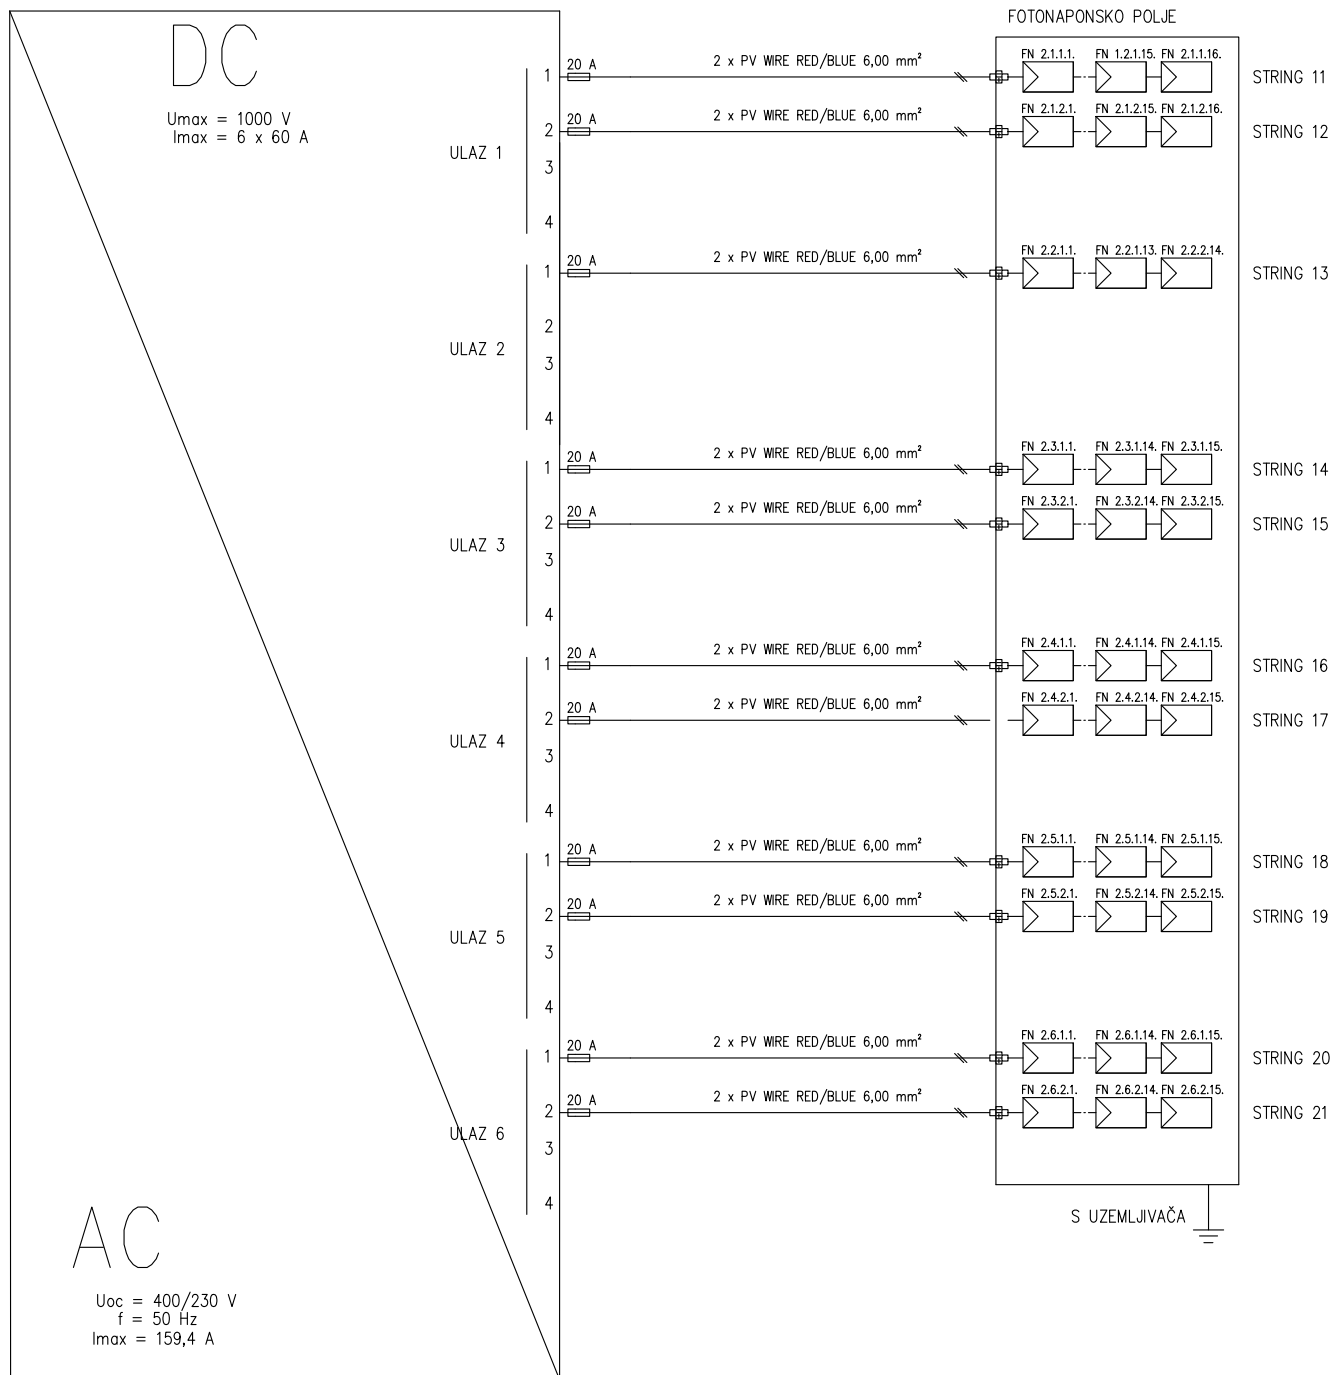 FOTONAPONSKO POLJE
DC
Umax = 1000 V
Imax = 6 x 60 A
ULAZ 1
1 20 A 2 x PV WIRE RED/BLUE 6,00 mm² FN 2.1.1.1. FN 1.2.1.15. FN 2.1.1.16. STRING 11
2 20 A 2 x PV WIRE RED/BLUE 6,00 mm² FN 2.1.2.1. FN 2.1.2.15. FN 2.1.2.16. STRING 12
3
4
ULAZ 2
1 20 A 2 x PV WIRE RED/BLUE 6,00 mm² FN 2.2.1.1. FN 2.2.1.13. FN 2.2.2.14. STRING 13
2
3
4
ULAZ 3
1 20 A 2 x PV WIRE RED/BLUE 6,00 mm² FN 2.3.1.1. FN 2.3.1.14. FN 2.3.1.15. STRING 14
2 20 A 2 x PV WIRE RED/BLUE 6,00 mm² FN 2.3.2.1. FN 2.3.2.14. FN 2.3.2.15. STRING 15
3
4
ULAZ 4
1 20 A 2 x PV WIRE RED/BLUE 6,00 mm² FN 2.4.1.1. FN 2.4.1.14. FN 2.4.1.15. STRING 16
2 20 A 2 x PV WIRE RED/BLUE 6,00 mm² FN 2.4.2.1. FN 2.4.2.14. FN 2.4.2.15. STRING 17
3
4
ULAZ 5
1 20 A 2 x PV WIRE RED/BLUE 6,00 mm² FN 2.5.1.1. FN 2.5.1.14. FN 2.5.1.15. STRING 18
2 20 A 2 x PV WIRE RED/BLUE 6,00 mm² FN 2.5.2.1. FN 2.5.2.14. FN 2.5.2.15. STRING 19
3
4
ULAZ 6
1 20 A 2 x PV WIRE RED/BLUE 6,00 mm² FN 2.6.1.1. FN 2.6.1.14. FN 2.6.1.15. STRING 20
2 20 A 2 x PV WIRE RED/BLUE 6,00 mm² FN 2.6.2.1. FN 2.6.2.14. FN 2.6.2.15. STRING 21
3
4
S UZEMLJIVAČA
AC
Uoc = 400/230 V
f = 50 Hz
Imax = 159,4 A